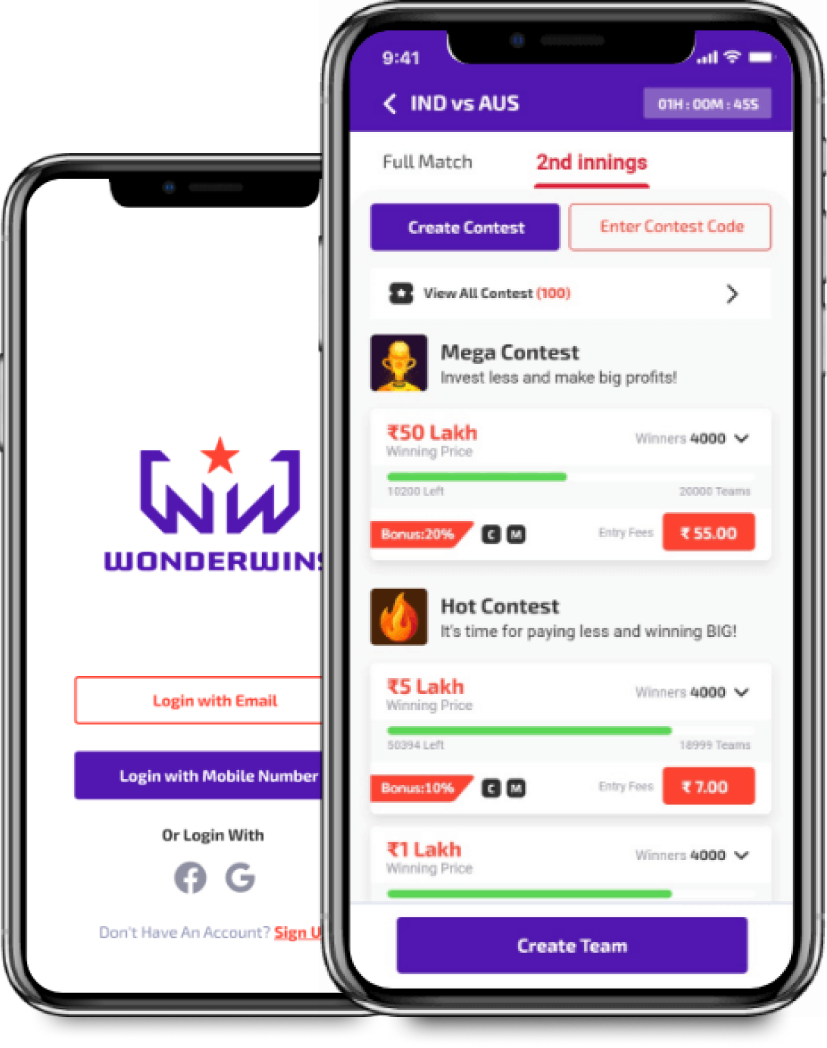 WONDERWINS
Login with Email
Login with Mobile Number
Or Login With
Don't Have An Account? Sign U
9:41
IND vs AUS
01H : 00M : 45S
Full Match
2nd innings
Create Contest
Enter Contest Code
View All Contest (100)
Mega Contest
Invest less and make big profits!
₹50 Lakh
Winners 4000
Winning Price
10200 Left
20000 Teams
Bonus:20%
C M
Entry Fees
₹ 55.00
Hot Contest
It's time for paying less and winning BIG!
₹5 Lakh
Winners 4000
Winning Price
50394 Left
18999 Teams
Bonus:10%
C M
Entry Fees
₹ 7.00
₹1 Lakh
Winners 4000
Winning Price
Create Team